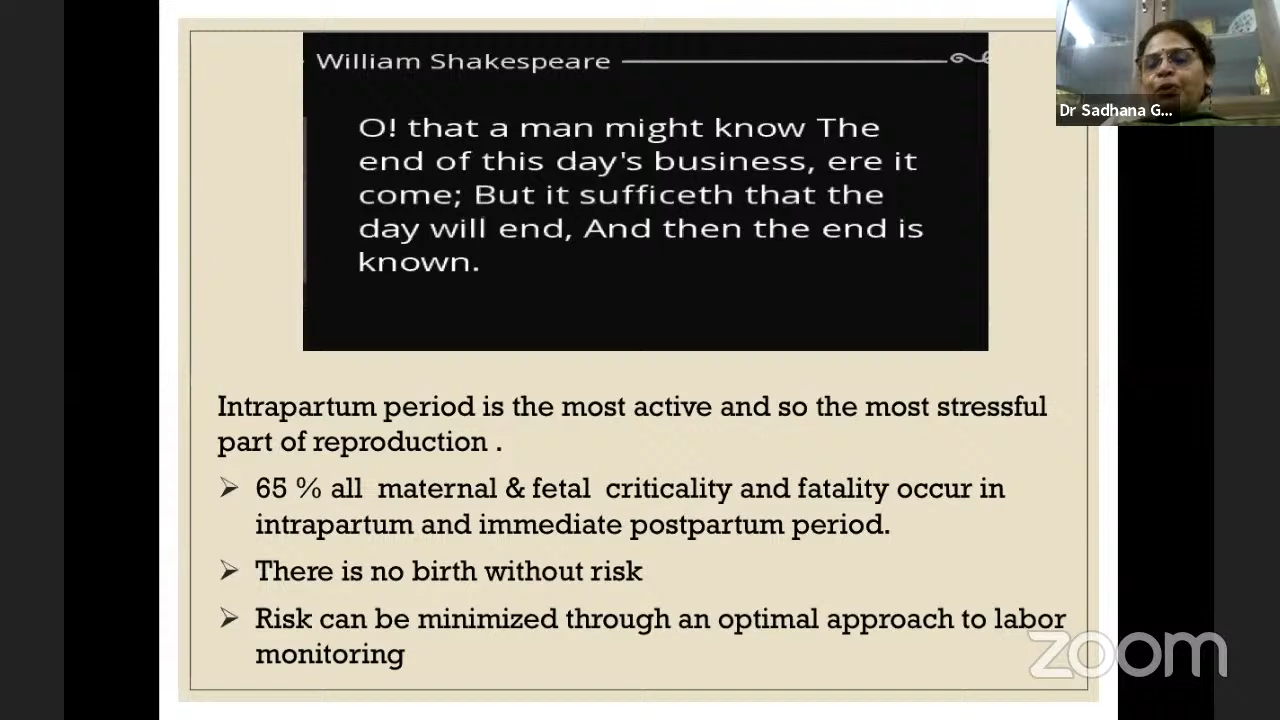 William Shakespeare
O! that a man might know The
end of this day's business, ere it
come; But it sufficeth that the
day will end, And then the end is
known.
Dr Sadhana G...
Intrapartum period is the most active and so the most stressful
part of reproduction .
65 % all maternal & fetal criticality and fatality occur in
intrapartum and immediate postpartum period.
There is no birth without risk
Risk can be minimized through an optimal approach to labor
monitoring
zoom